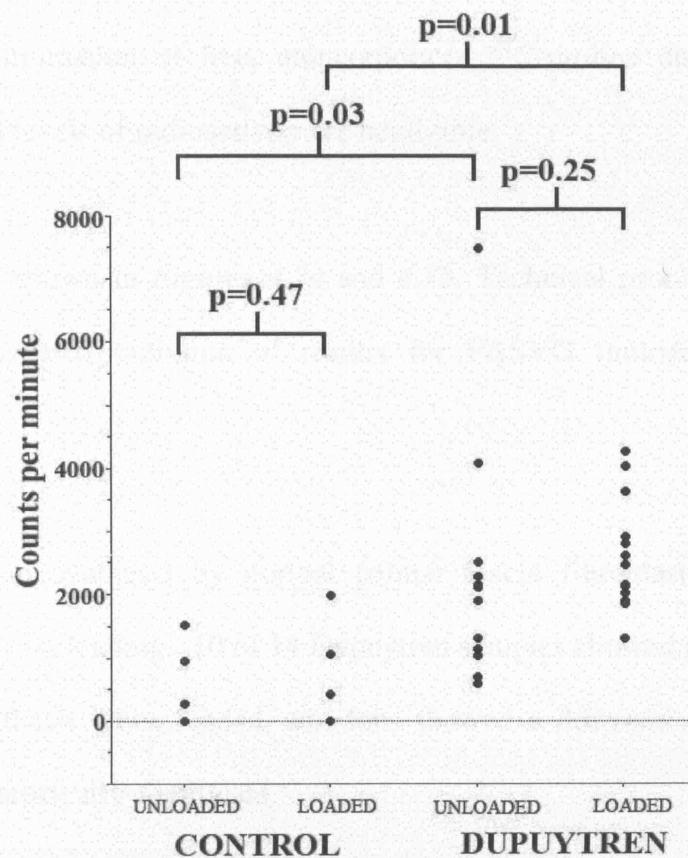 p=0.01
p=0.03
p=0.25
8000
p=0.47
6000
Counts per minute
4000
2000
0
UNLOADED LOADED UNLOADED LOADED
CONTROL DUPUYTREN